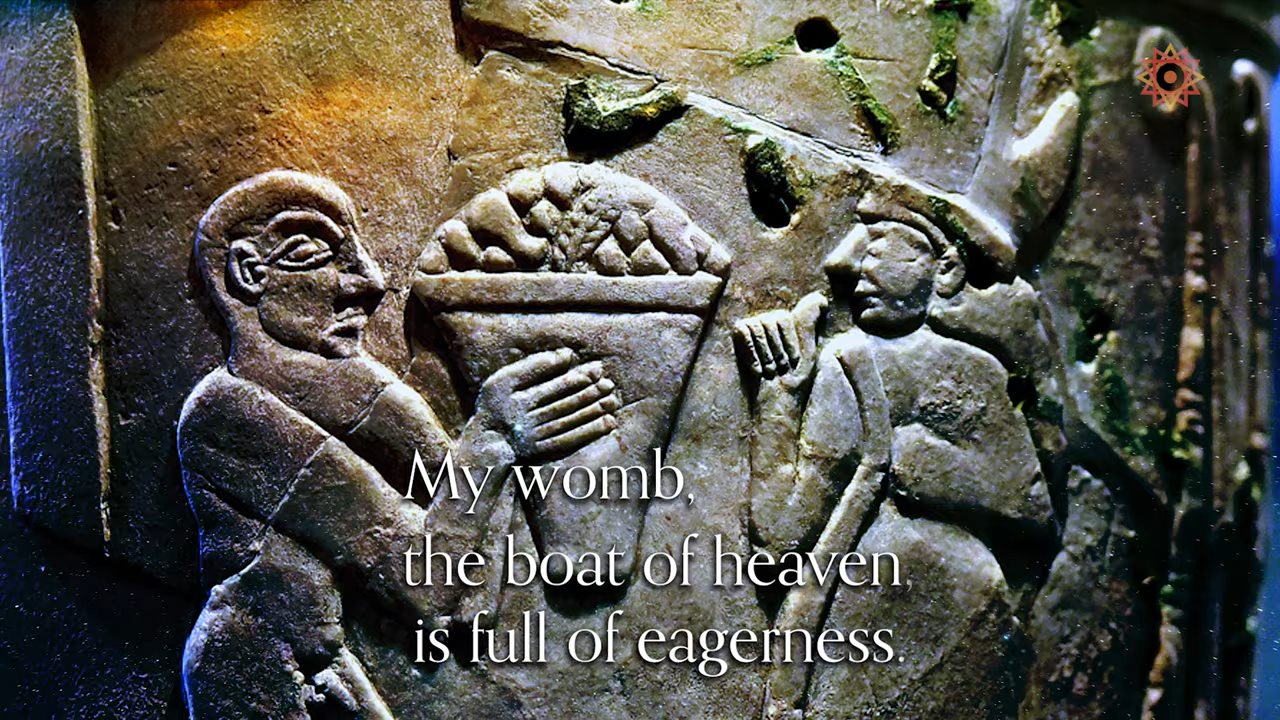 My womb,
the boat of heaven,
is full of eagerness.